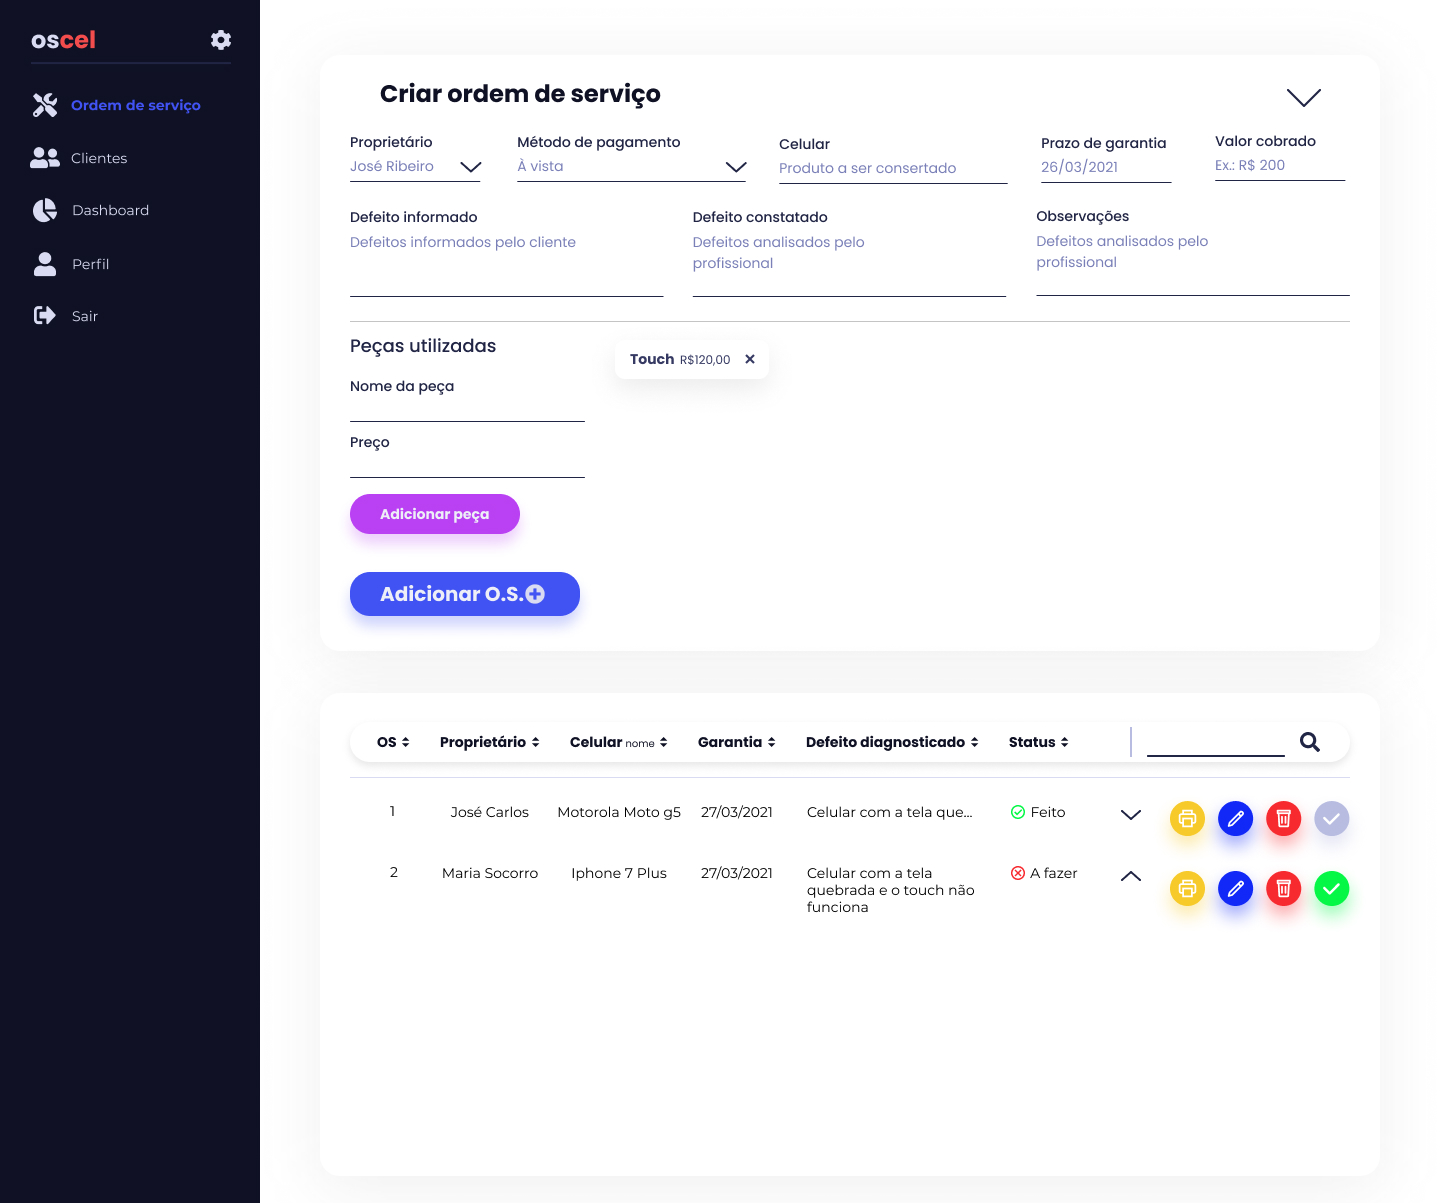 oscel
Ordem de serviço
Clientes
Dashboard
Perfil
Sair
Criar ordem de serviço
Proprietário
José Ribeiro
Método de pagamento
À vista
Celular
Produto a ser consertado
Prazo de garantia
26/03/2021
Valor cobrado
Ex.: R$ 200
Defeito informado
Defeitos informados pelo cliente
Defeito constatado
Defeitos analisados pelo
profissional
Observações
Defeitos analisados pelo
profissional
Peças utilizadas
Touch R$120,00
Nome da peça
Preço
Adicionar peça
Adicionar O.S.
OS Proprietário Celular nome Garantia Defeito diagnosticado Status
1 José Carlos Motorola Moto g5 27/03/2021 Celular com a tela que... Feito
2 Maria Socorro Iphone 7 Plus 27/03/2021 Celular com a tela A fazer
quebrada e o touch não
funciona